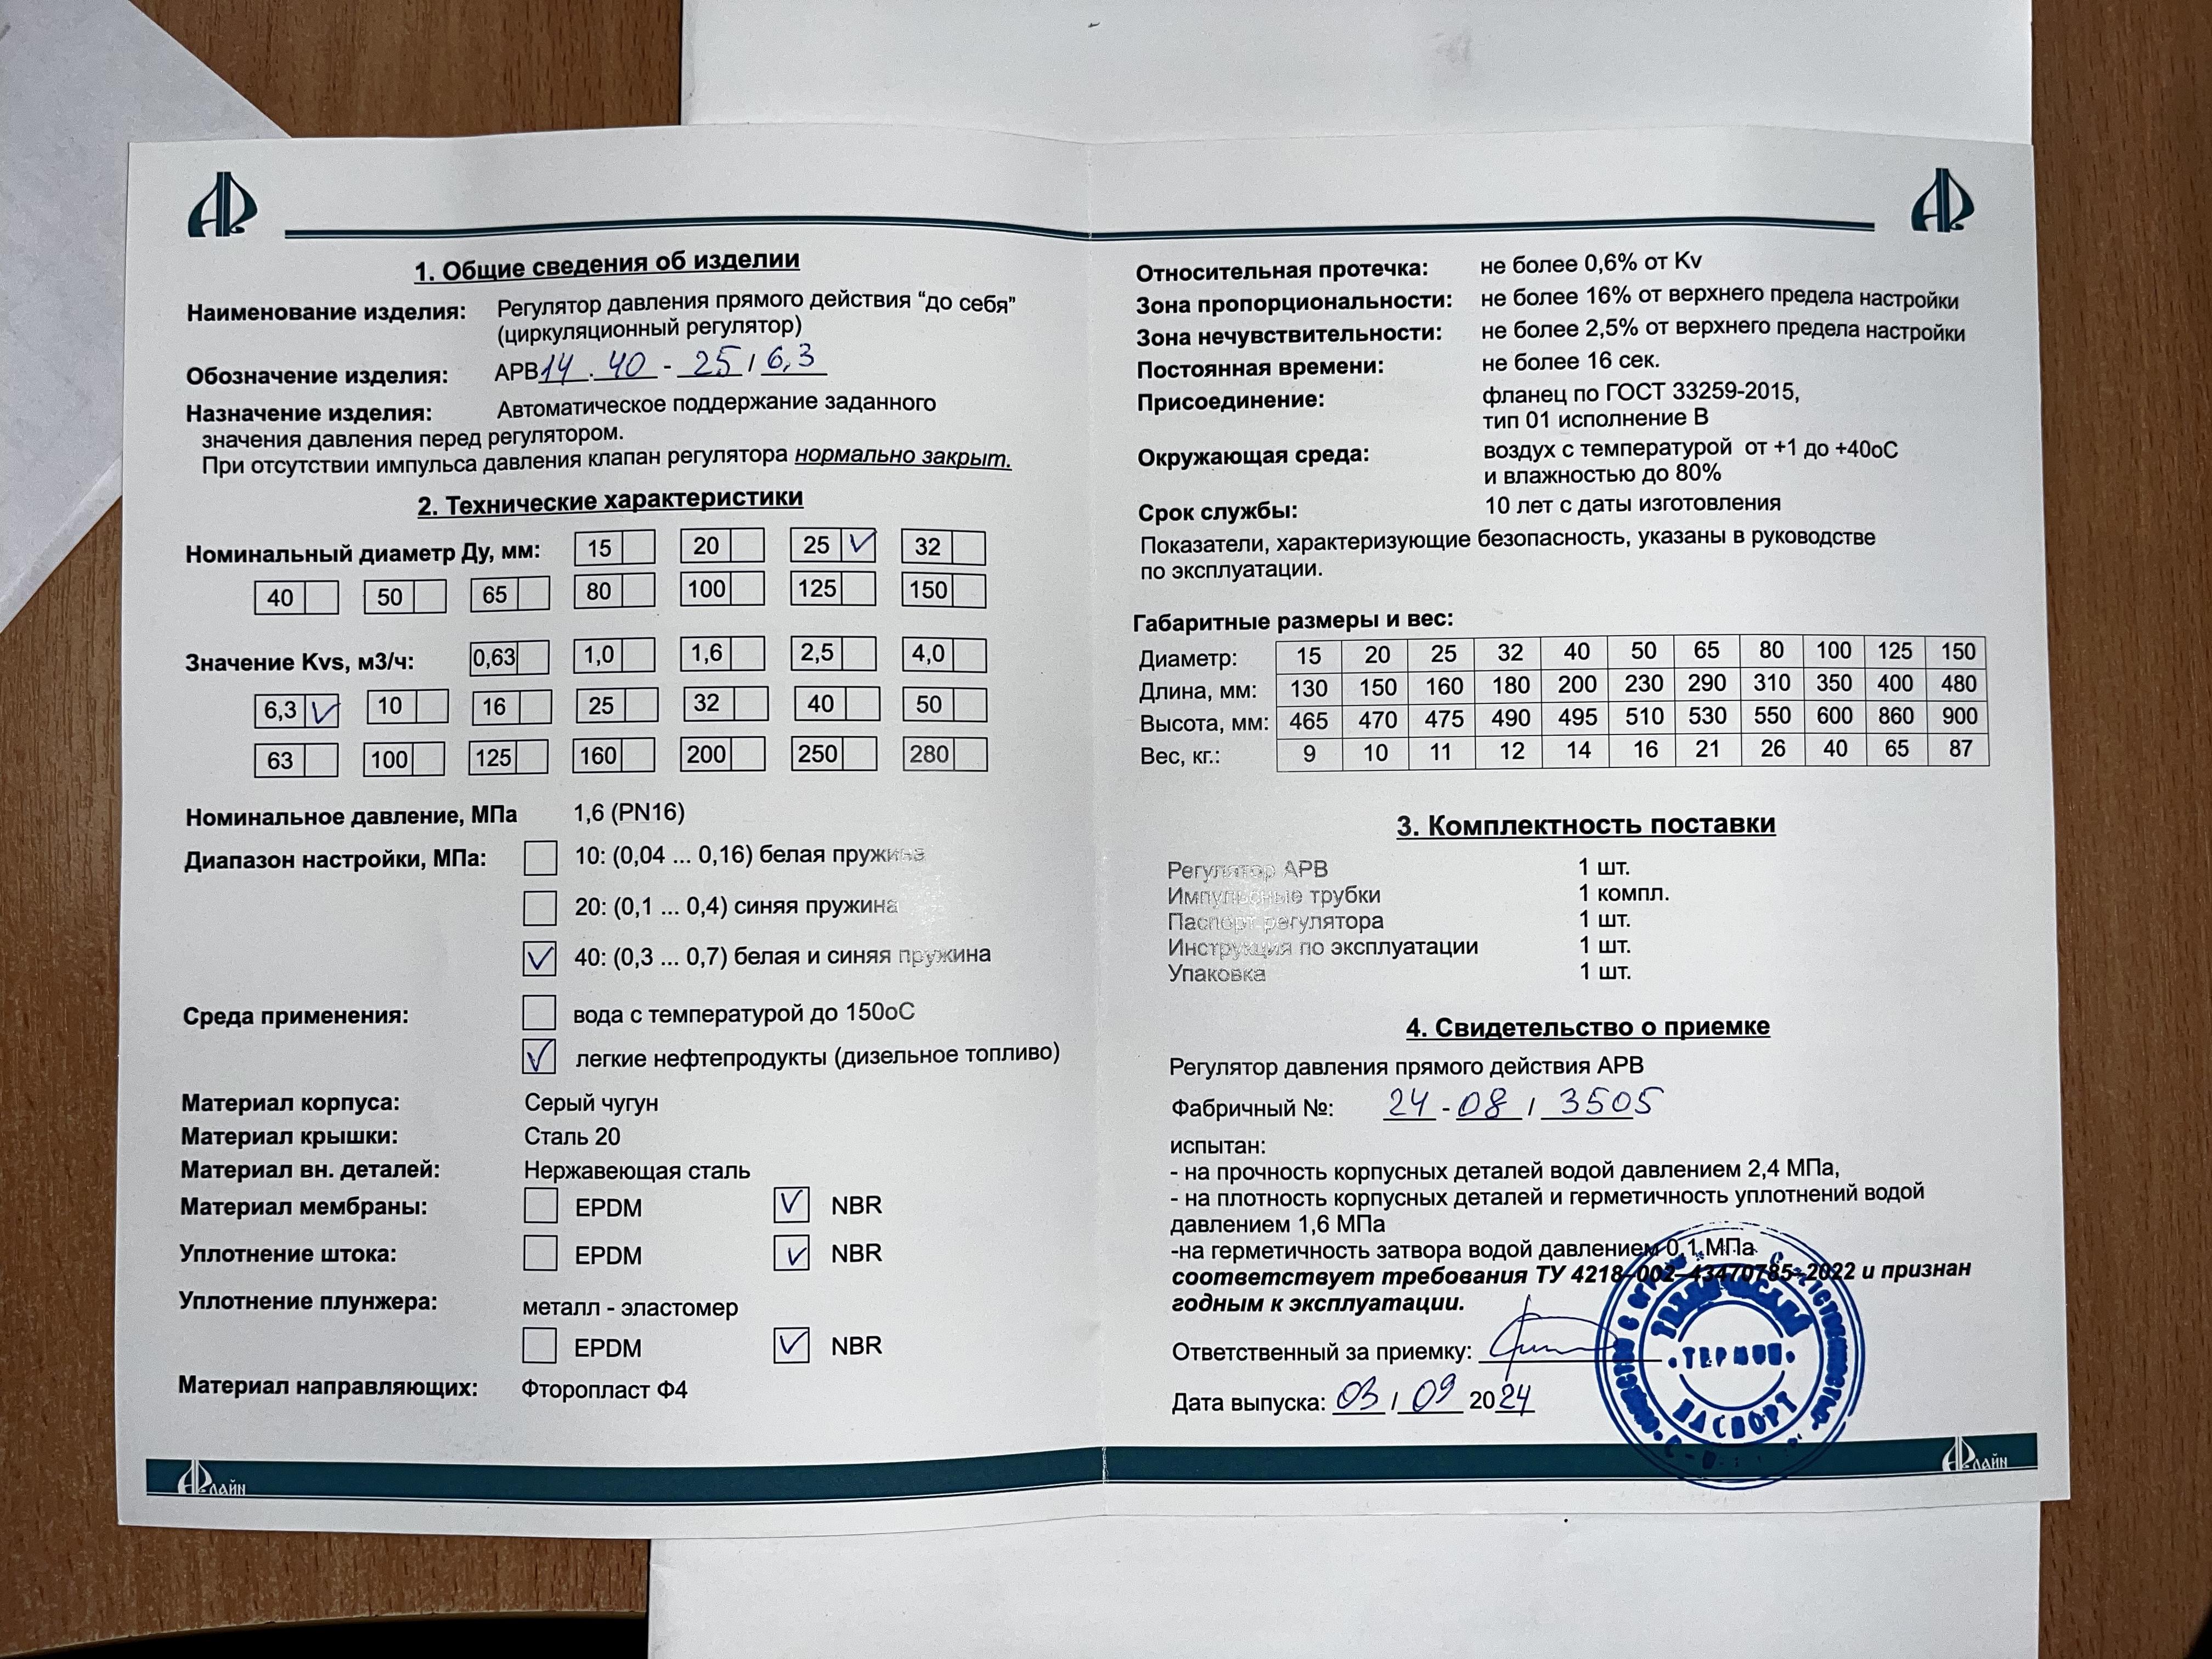 1. Общие сведения об изделии
Наименование изделия: Регулятор давления прямого действия “до себя”
(циркуляционный регулятор)
Обозначение изделия: АРВ 14 . 40 - 25 / 6,3
Назначение изделия: Автоматическое поддержание заданного
значения давления перед регулятором.
При отсутствии импульса давления клапан регулятора нормально закрыт.
2. Технические характеристики
Номинальный диаметр Ду, мм: 15 20 25 V 32
40 50 65 80 100 125 150
Значение Kvs, м3/ч: 0,63 1,0 1,6 2,5 4,0
6,3 V 10 16 25 32 40 50
63 100 125 160 200 250 280
Номинальное давление, МПа 1,6 (PN16)
Диапазон настройки, МПа: 10: (0,04 ... 0,16) белая пружина
20: (0,1 ... 0,4) синяя пружина
V 40: (0,3 ... 0,7) белая и синяя пружина
Среда применения: вода с температурой до 150оС
V легкие нефтепродукты (дизельное топливо)
Материал корпуса: Серый чугун
Материал крышки: Сталь 20
Материал вн. деталей: Нержавеющая сталь
Материал мембраны: EPDM V NBR
Уплотнение штока: EPDM V NBR
Уплотнение плунжера: металл - эластомер
EPDM V NBR
Материал направляющих: Фторопласт Ф4
лайн
Относительная протечка: не более 0,6% от Kv
Зона пропорциональности: не более 16% от верхнего предела настройки
Зона нечувствительности: не более 2,5% от верхнего предела настройки
Постоянная времени: не более 16 сек.
Присоединение: фланец по ГОСТ 33259-2015,
тип 01 исполнение В
Окружающая среда: воздух с температурой от +1 до +40оС
и влажностью до 80%
Срок службы: 10 лет с даты изготовления
Показатели, характеризующие безопасность, указаны в руководстве
по эксплуатации.
Габаритные размеры и вес:
Диаметр: 15 20 25 32 40 50 65 80 100 125 150
Длина, мм: 130 150 160 180 200 230 290 310 350 400 480
Высота, мм: 465 470 475 490 495 510 530 550 600 860 900
Вес, кг.: 9 10 11 12 14 16 21 26 40 65 87
3. Комплектность поставки
Регулятор АРВ 1 шт.
Импульсные трубки 1 компл.
Паспорт регулятора 1 шт.
Инструкция по эксплуатации 1 шт.
Упаковка 1 шт.
4. Свидетельство о приемке
Регулятор давления прямого действия АРВ
Фабричный №: 24 - 08 / 3505
испытан:
- на прочность корпусных деталей водой давлением 2,4 МПа,
- на плотность корпусных деталей и герметичность уплотнений водой
давлением 1,6 МПа
-на герметичность затвора водой давлением 0,1 МПа
соответствует требования ТУ 4218-002-43470785-2022 и признан
годным к эксплуатации.
Ответственный за приемку:
Дата выпуска: 03 / 09 2024
ПАСПОРТ
лайн